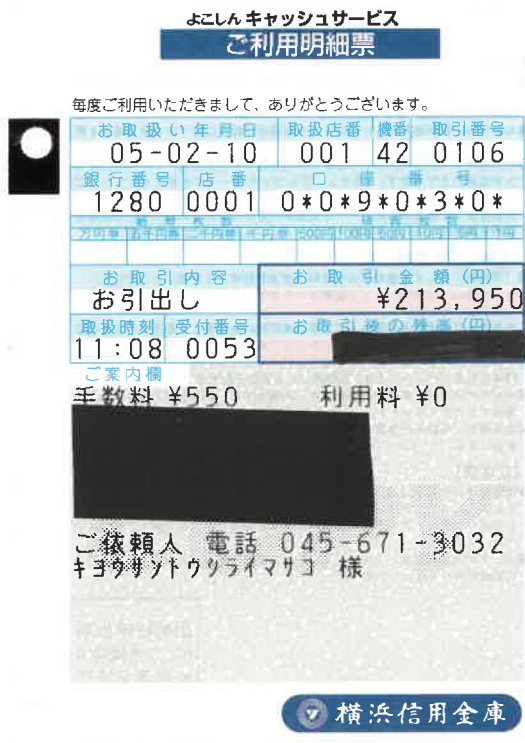 よこしん キャッシュサービス
ご利用明細票
毎度ご利用いただきまして、ありがとうございます。
お取扱い年月日 取扱店番 機番 取引番号
05-02-10 001 42 0106
銀行番号 店番 口座番号
1280 0001 0*0*9*0*3*0*
お取引内容 お取引金額(円)
お引出し ¥213,950
取扱時刻 受付番号 お取引後の残高(円)
11:08 0053
ご案内欄
手数料 ¥550 利用料 ¥0
ご依頼人 電話 045-671-3032
キヨウサントウシライマサコ 様
横浜信用金庫